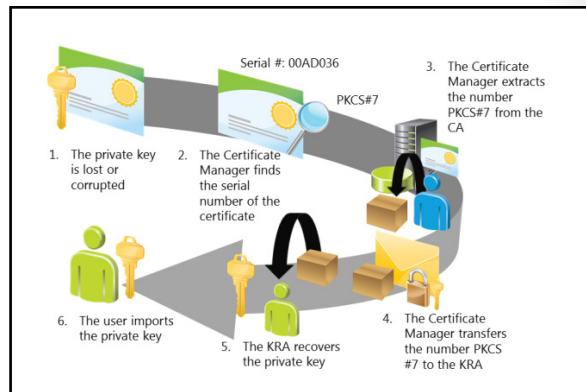 Serial #: 00AD036
PKCS#7
1. The private key
is lost or
corrupted
2. The Certificate
Manager finds
the serial
number of the
certificate
3. The Certificate
Manager extracts
the number
PKCS#7 from the
CA
4. The Certificate
Manager transfers
the number PKCS
#7 to the KRA
5. The KRA recovers
the private key
6. The user imports
the private key